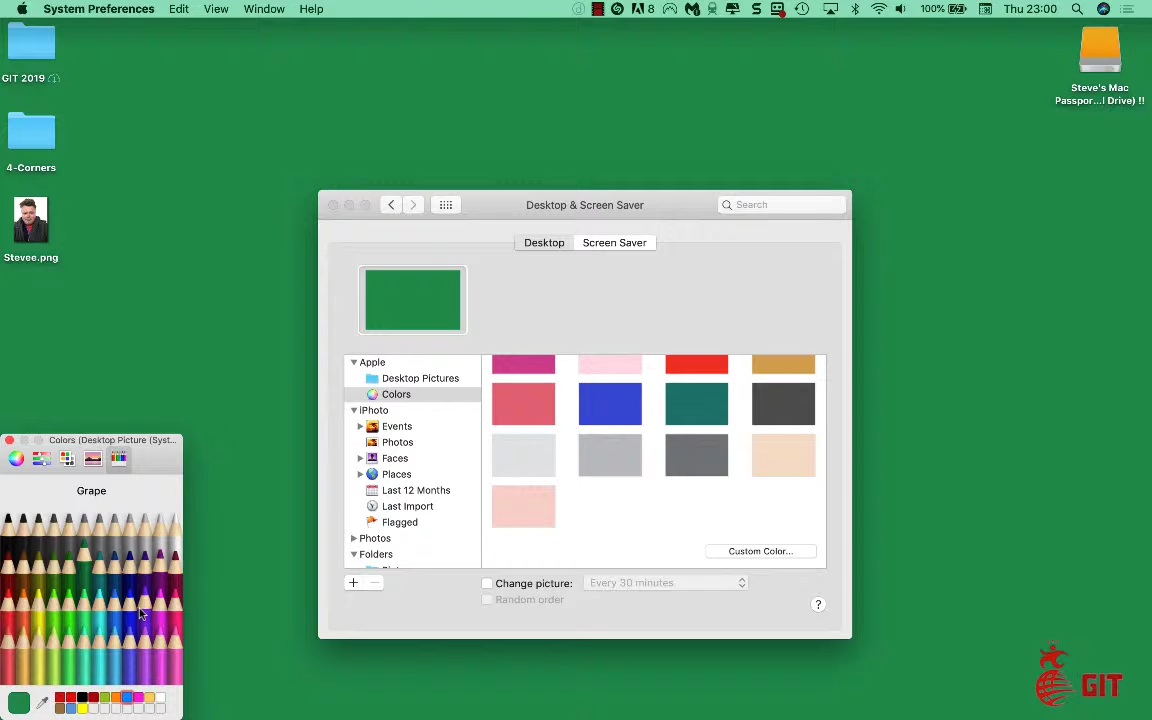 System Preferences Edit View Window Help
8 100% Thu 23:00
GIT 2019
4-Corners
Stevee.png
Steve's Mac
Passpor...l Drive) !!
Desktop & Screen Saver
Search
Desktop Screen Saver
Apple
Desktop Pictures
Colors
iPhoto
Events
Photos
Faces
Places
Last 12 Months
Last Import
Flagged
Photos
Folders
Custom Color...
+ − Change picture: Every 30 minutes
Random order
?
Colors (Desktop Picture (Syst...
Grape
GIT